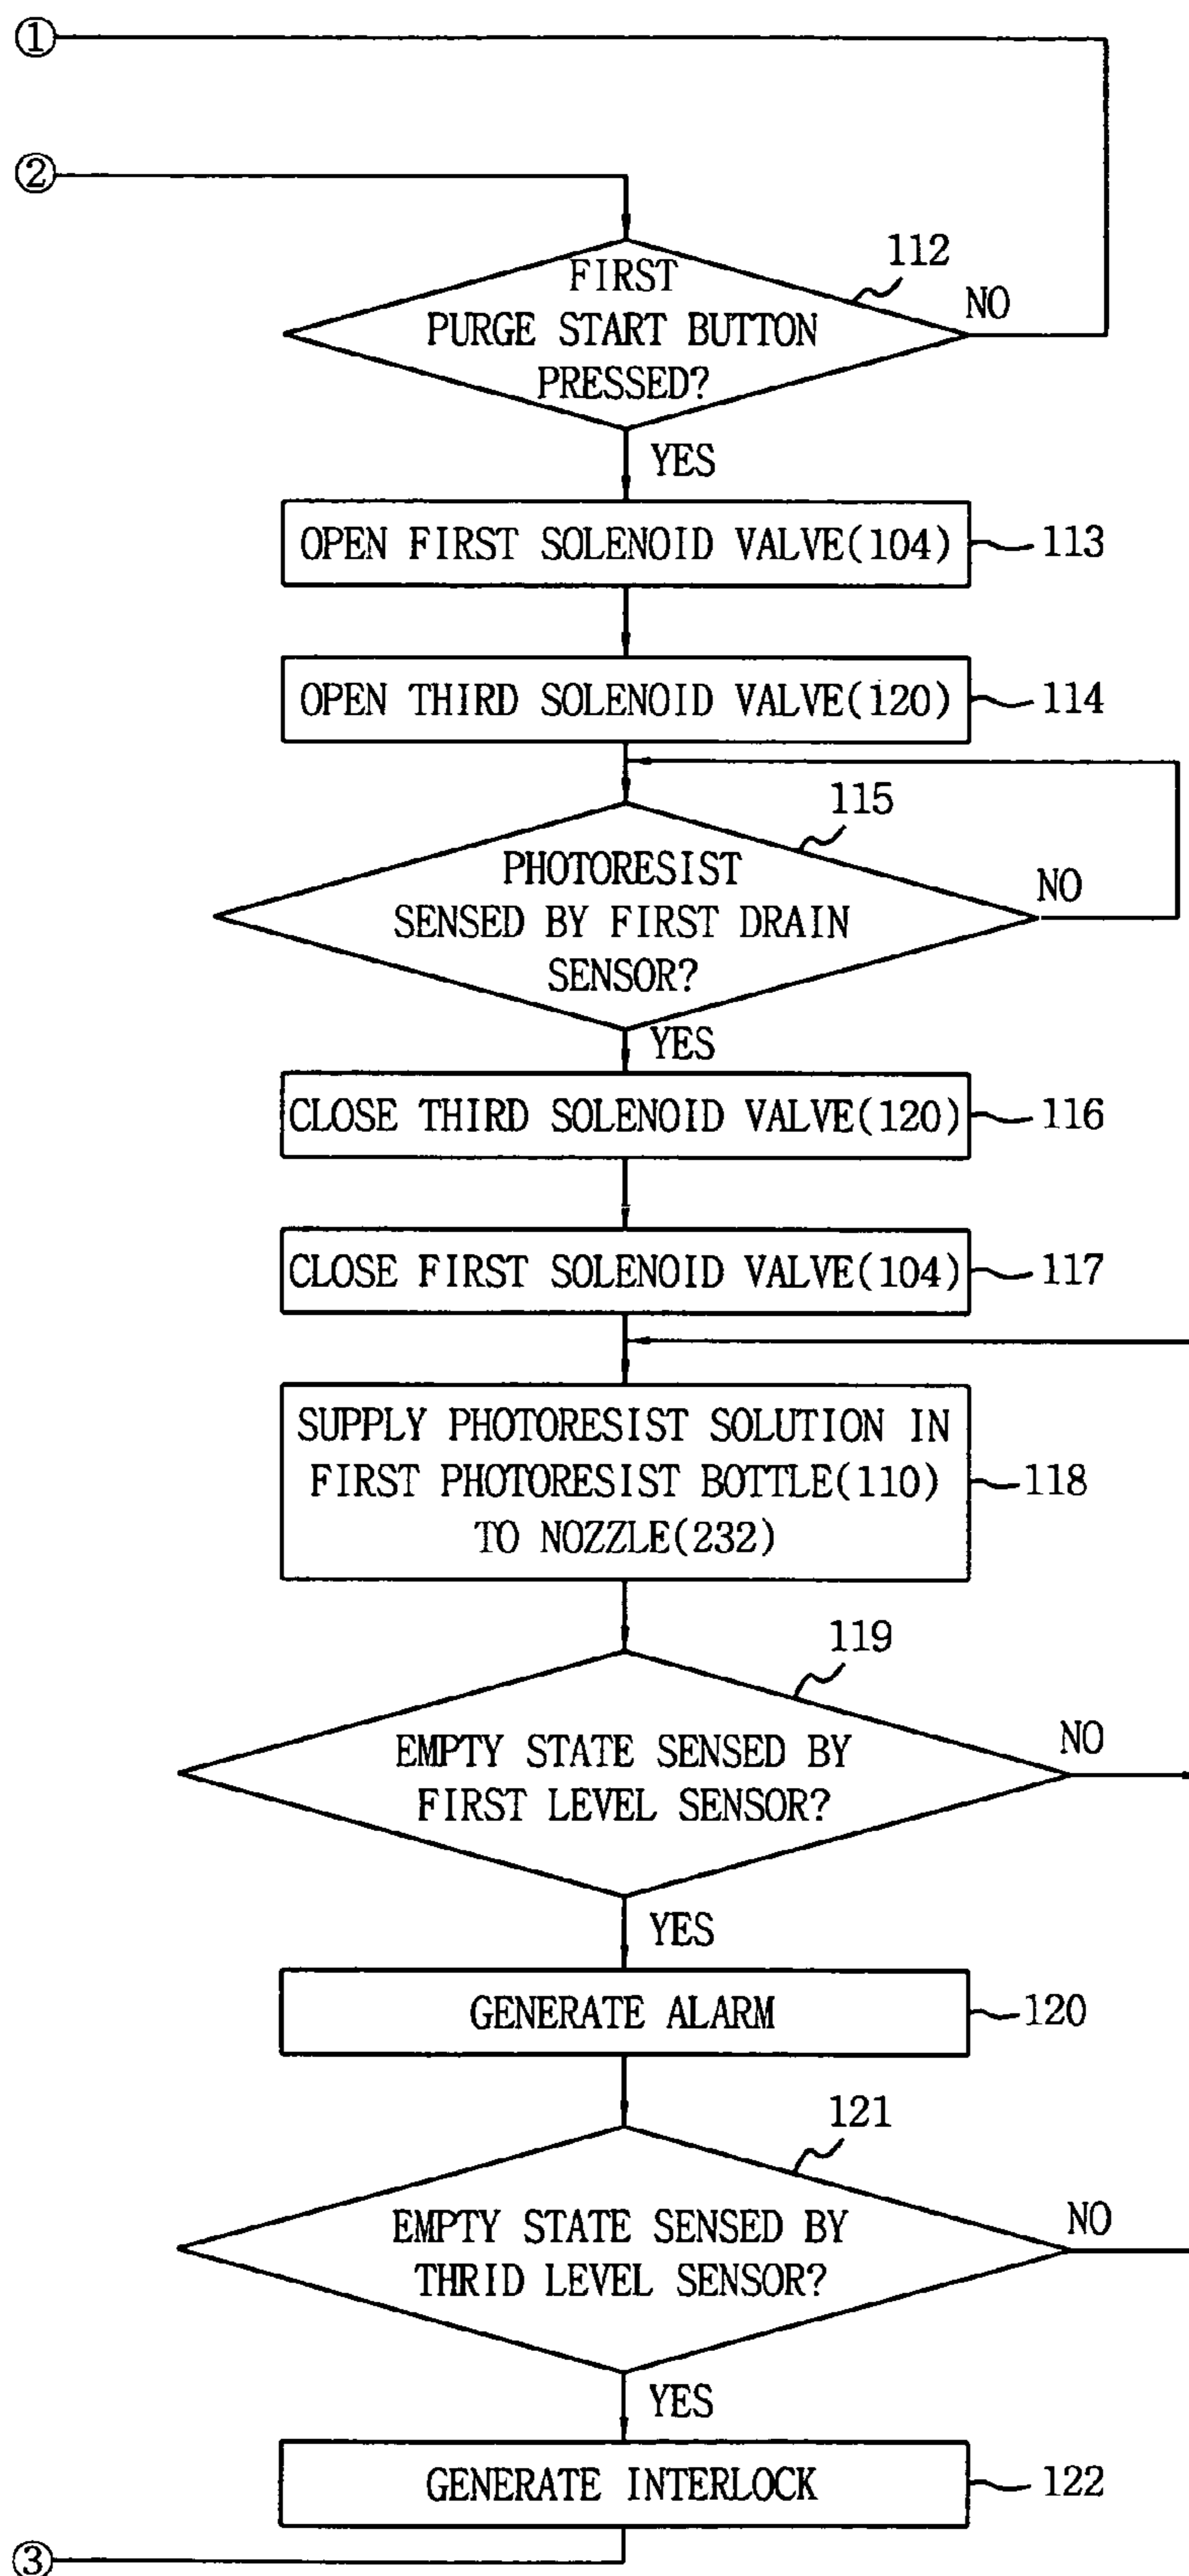 ①
②
112
FIRST
PURGE START BUTTON
PRESSED?
NO
YES
OPEN FIRST SOLENOID VALVE(104)
113
OPEN THIRD SOLENOID VALVE(120)
114
115
PHOTORESIST
SENSED BY FIRST DRAIN
SENSOR?
NO
YES
CLOSE THIRD SOLENOID VALVE(120)
116
CLOSE FIRST SOLENOID VALVE(104)
117
SUPPLY PHOTORESIST SOLUTION IN
FIRST PHOTORESIST BOTTLE(110)
TO NOZZLE(232)
118
119
EMPTY STATE SENSED BY
FIRST LEVEL SENSOR?
NO
YES
GENERATE ALARM
120
121
EMPTY STATE SENSED BY
THRID LEVEL SENSOR?
NO
YES
GENERATE INTERLOCK
122
③